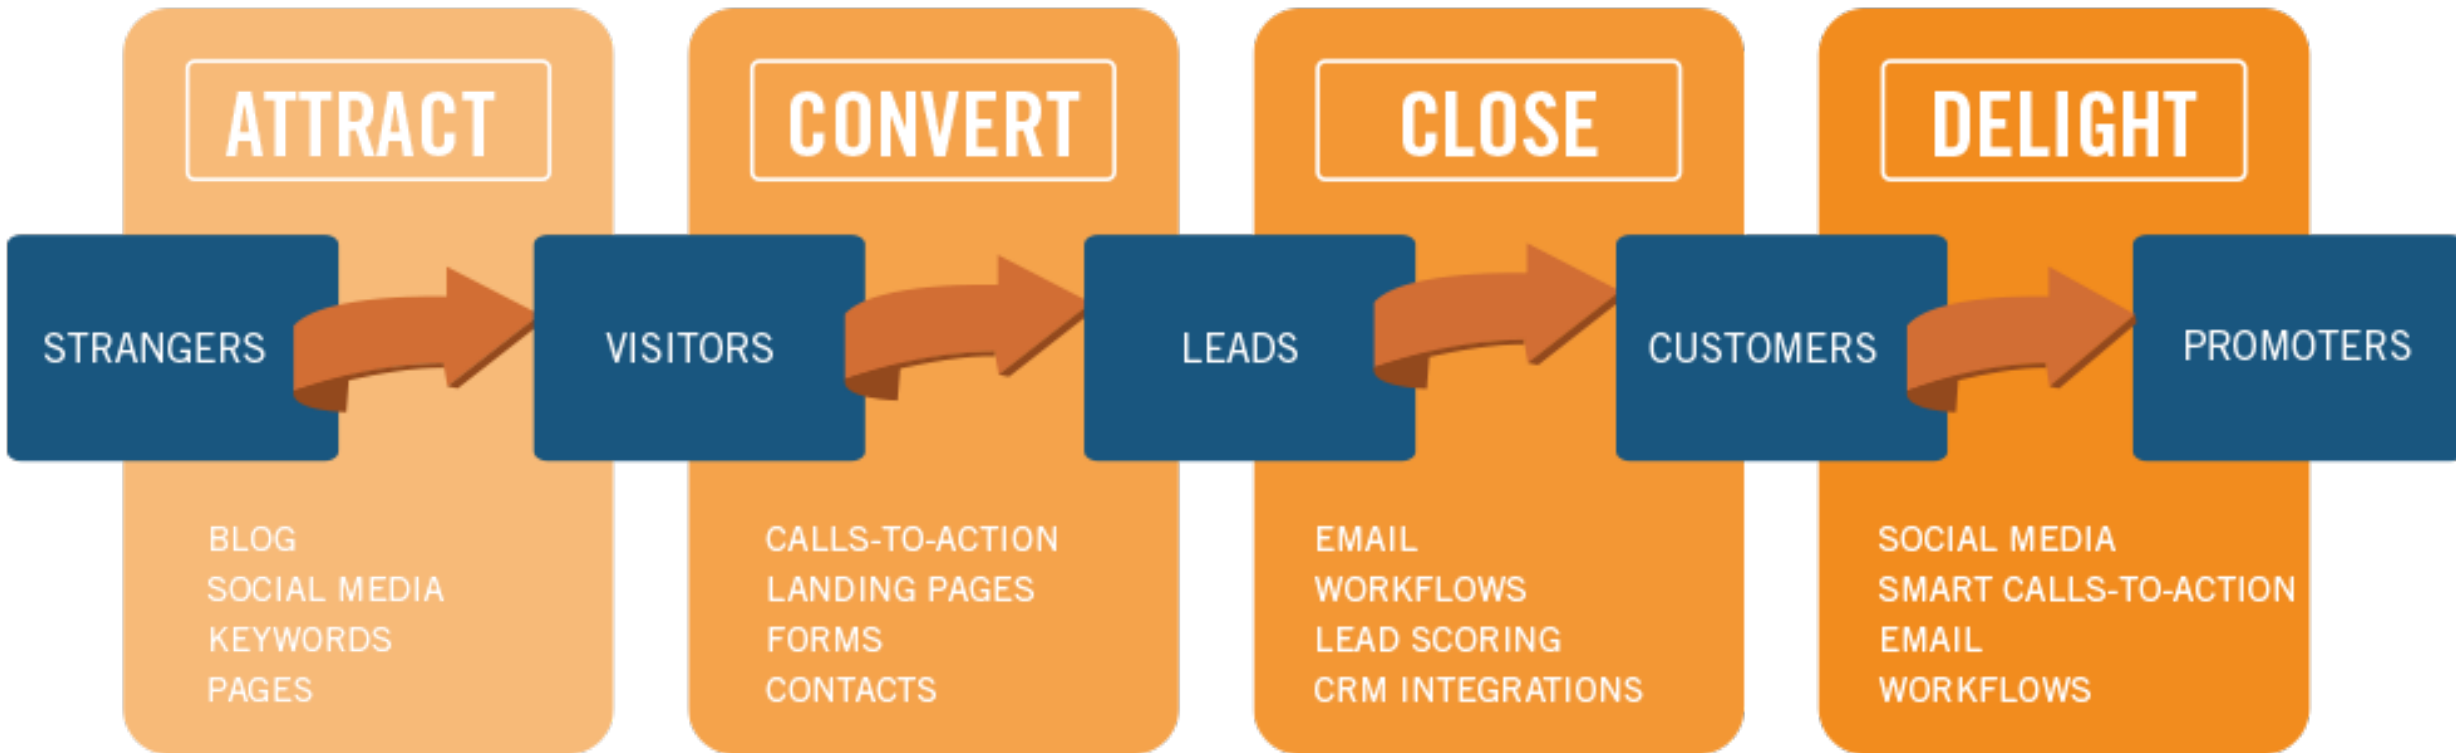 ATTRACT
CONVERT
CLOSE
DELIGHT
STRANGERS
VISITORS
LEADS
CUSTOMERS
PROMOTERS
BLOG
SOCIAL MEDIA
KEYWORDS
PAGES
CALLS-TO-ACTION
LANDING PAGES
FORMS
CONTACTS
EMAIL
WORKFLOWS
LEAD SCORING
CRM INTEGRATIONS
SOCIAL MEDIA
SMART CALLS-TO-ACTION
EMAIL
WORKFLOWS